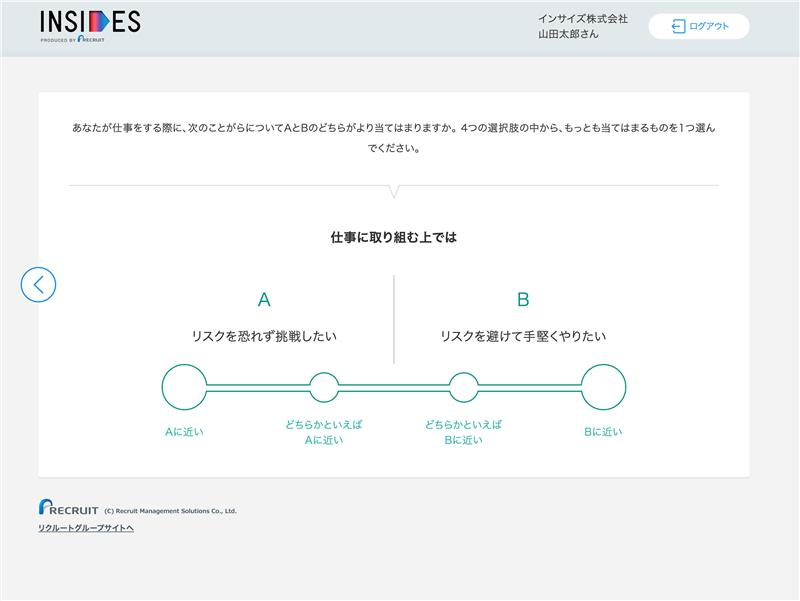 INSIDES
PRODUCED BY RECRUIT
インサイズ株式会社
山田太郎さん
ログアウト
あなたが仕事をする際に、次のことがらについてAとBのどちらがより当てはまりますか。4つの選択肢の中から、もっとも当てはまるものを1つ選ん
でください。
仕事に取り組む上では
A
B
リスクを恐れず挑戦したい
リスクを避けて手堅くやりたい
Aに近い
どちらかといえば
Aに近い
どちらかといえば
Bに近い
Bに近い
RECRUIT (C) Recruit Management Solutions Co., Ltd.
リクルートグループサイトへ